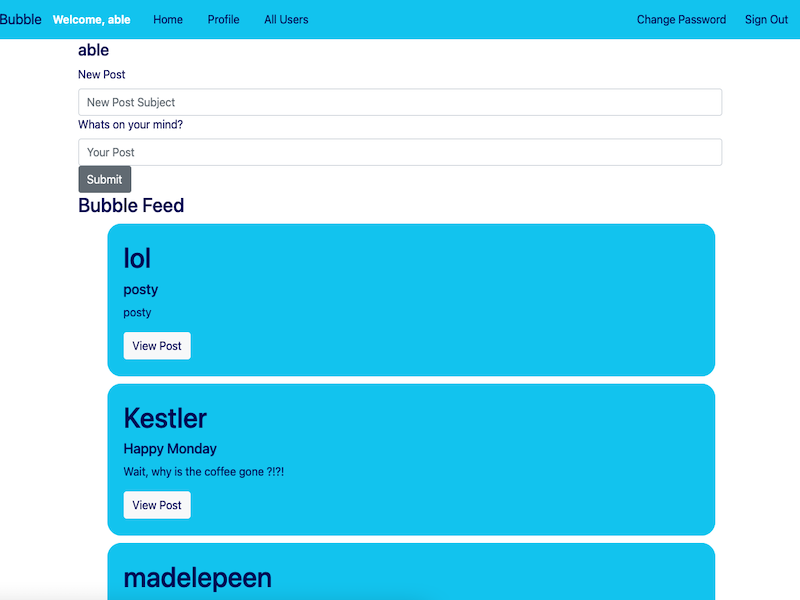 Bubble Welcome, able Home Profile All Users Change Password Sign Out
able
New Post
New Post Subject
Whats on your mind?
Your Post
Submit
Bubble Feed
lol
posty
posty
View Post
Kestler
Happy Monday
Wait, why is the coffee gone ?!?!
View Post
madelepeen